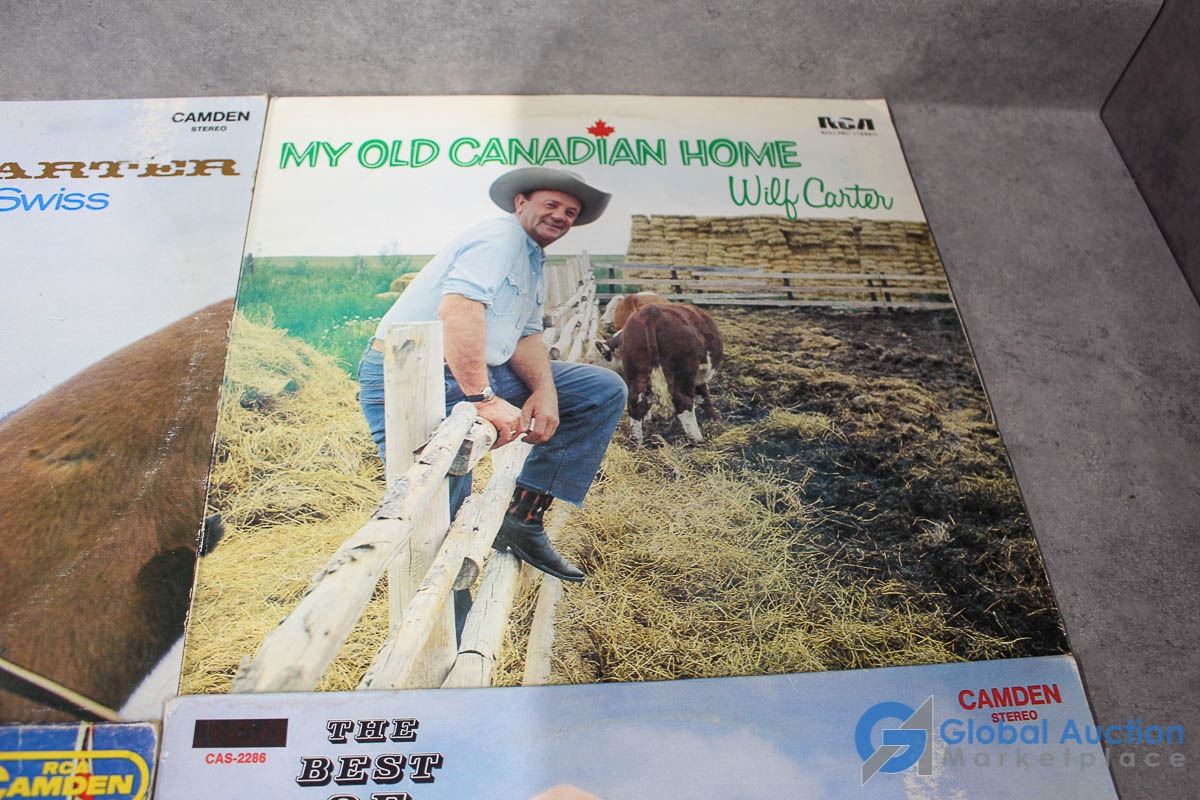 CAMDEN
STEREO
ARTER
Swiss
RCA
MY OLD CANADIAN HOME
Wilf Carter
CAMDEN
STEREO
CAS-2286
THE
BEST
OF
RCA
CAMDEN
Global Auction
Marketplace